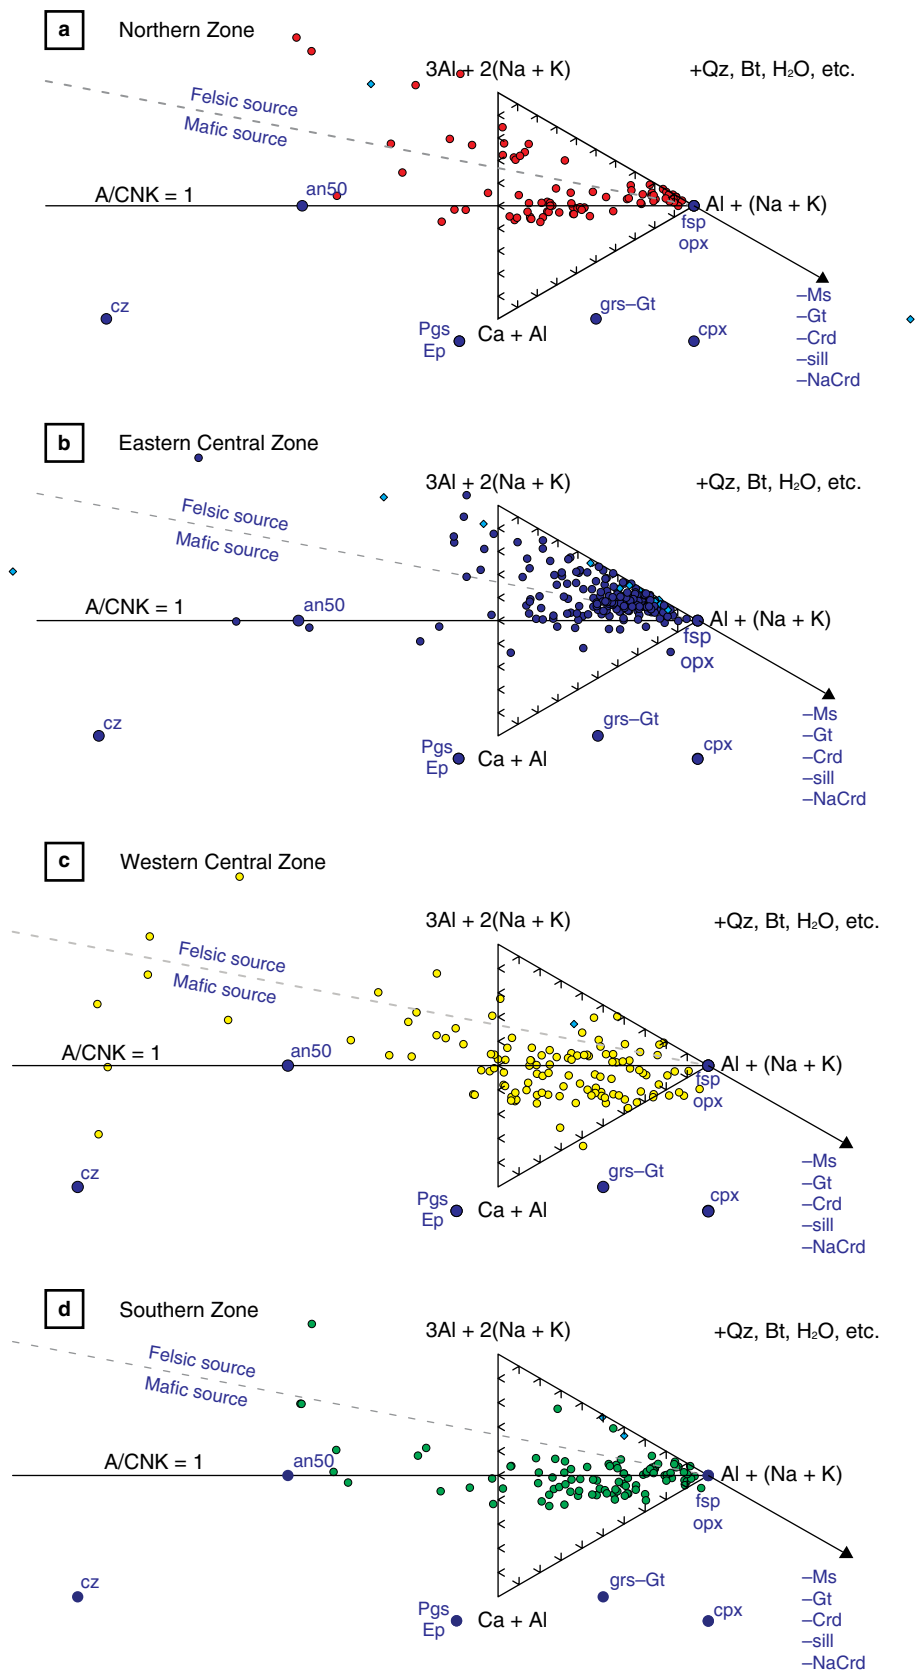 a Northern Zone
3Al + 2(Na + K) +Qz, Bt, H₂O, etc.
Felsic source
Mafic source
A/CNK = 1 an50 Al + (Na + K)
fsp
opx
cz Pgs grs–Gt cpx
Ep Ca + Al
–Ms
–Gt
–Crd
–sill
–NaCrd
b Eastern Central Zone
3Al + 2(Na + K) +Qz, Bt, H₂O, etc.
Felsic source
Mafic source
A/CNK = 1 an50 Al + (Na + K)
fsp
opx
cz Pgs grs–Gt cpx
Ep Ca + Al
–Ms
–Gt
–Crd
–sill
–NaCrd
c Western Central Zone
3Al + 2(Na + K) +Qz, Bt, H₂O, etc.
Felsic source
Mafic source
A/CNK = 1 an50 Al + (Na + K)
fsp
opx
cz Pgs grs–Gt cpx
Ep Ca + Al
–Ms
–Gt
–Crd
–sill
–NaCrd
d Southern Zone
3Al + 2(Na + K) +Qz, Bt, H₂O, etc.
Felsic source
Mafic source
A/CNK = 1 an50 Al + (Na + K)
fsp
opx
cz Pgs grs–Gt cpx
Ep Ca + Al
–Ms
–Gt
–Crd
–sill
–NaCrd